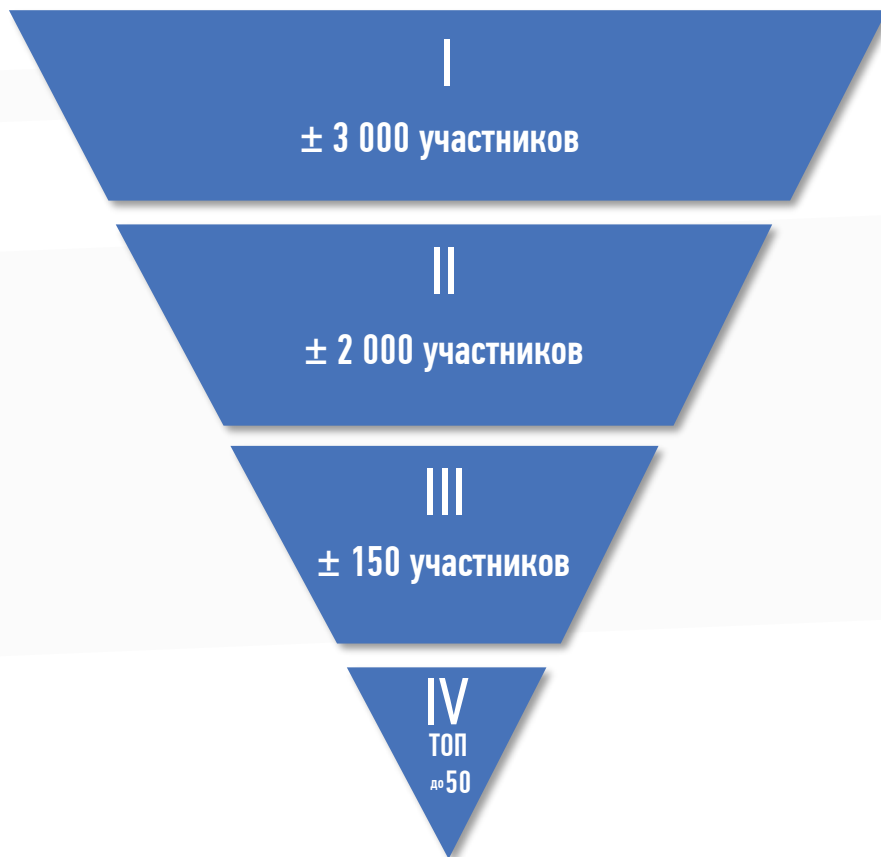 I
± 3 000 участников
II
± 2 000 участников
III
± 150 участников
IV
ТОП
до 50